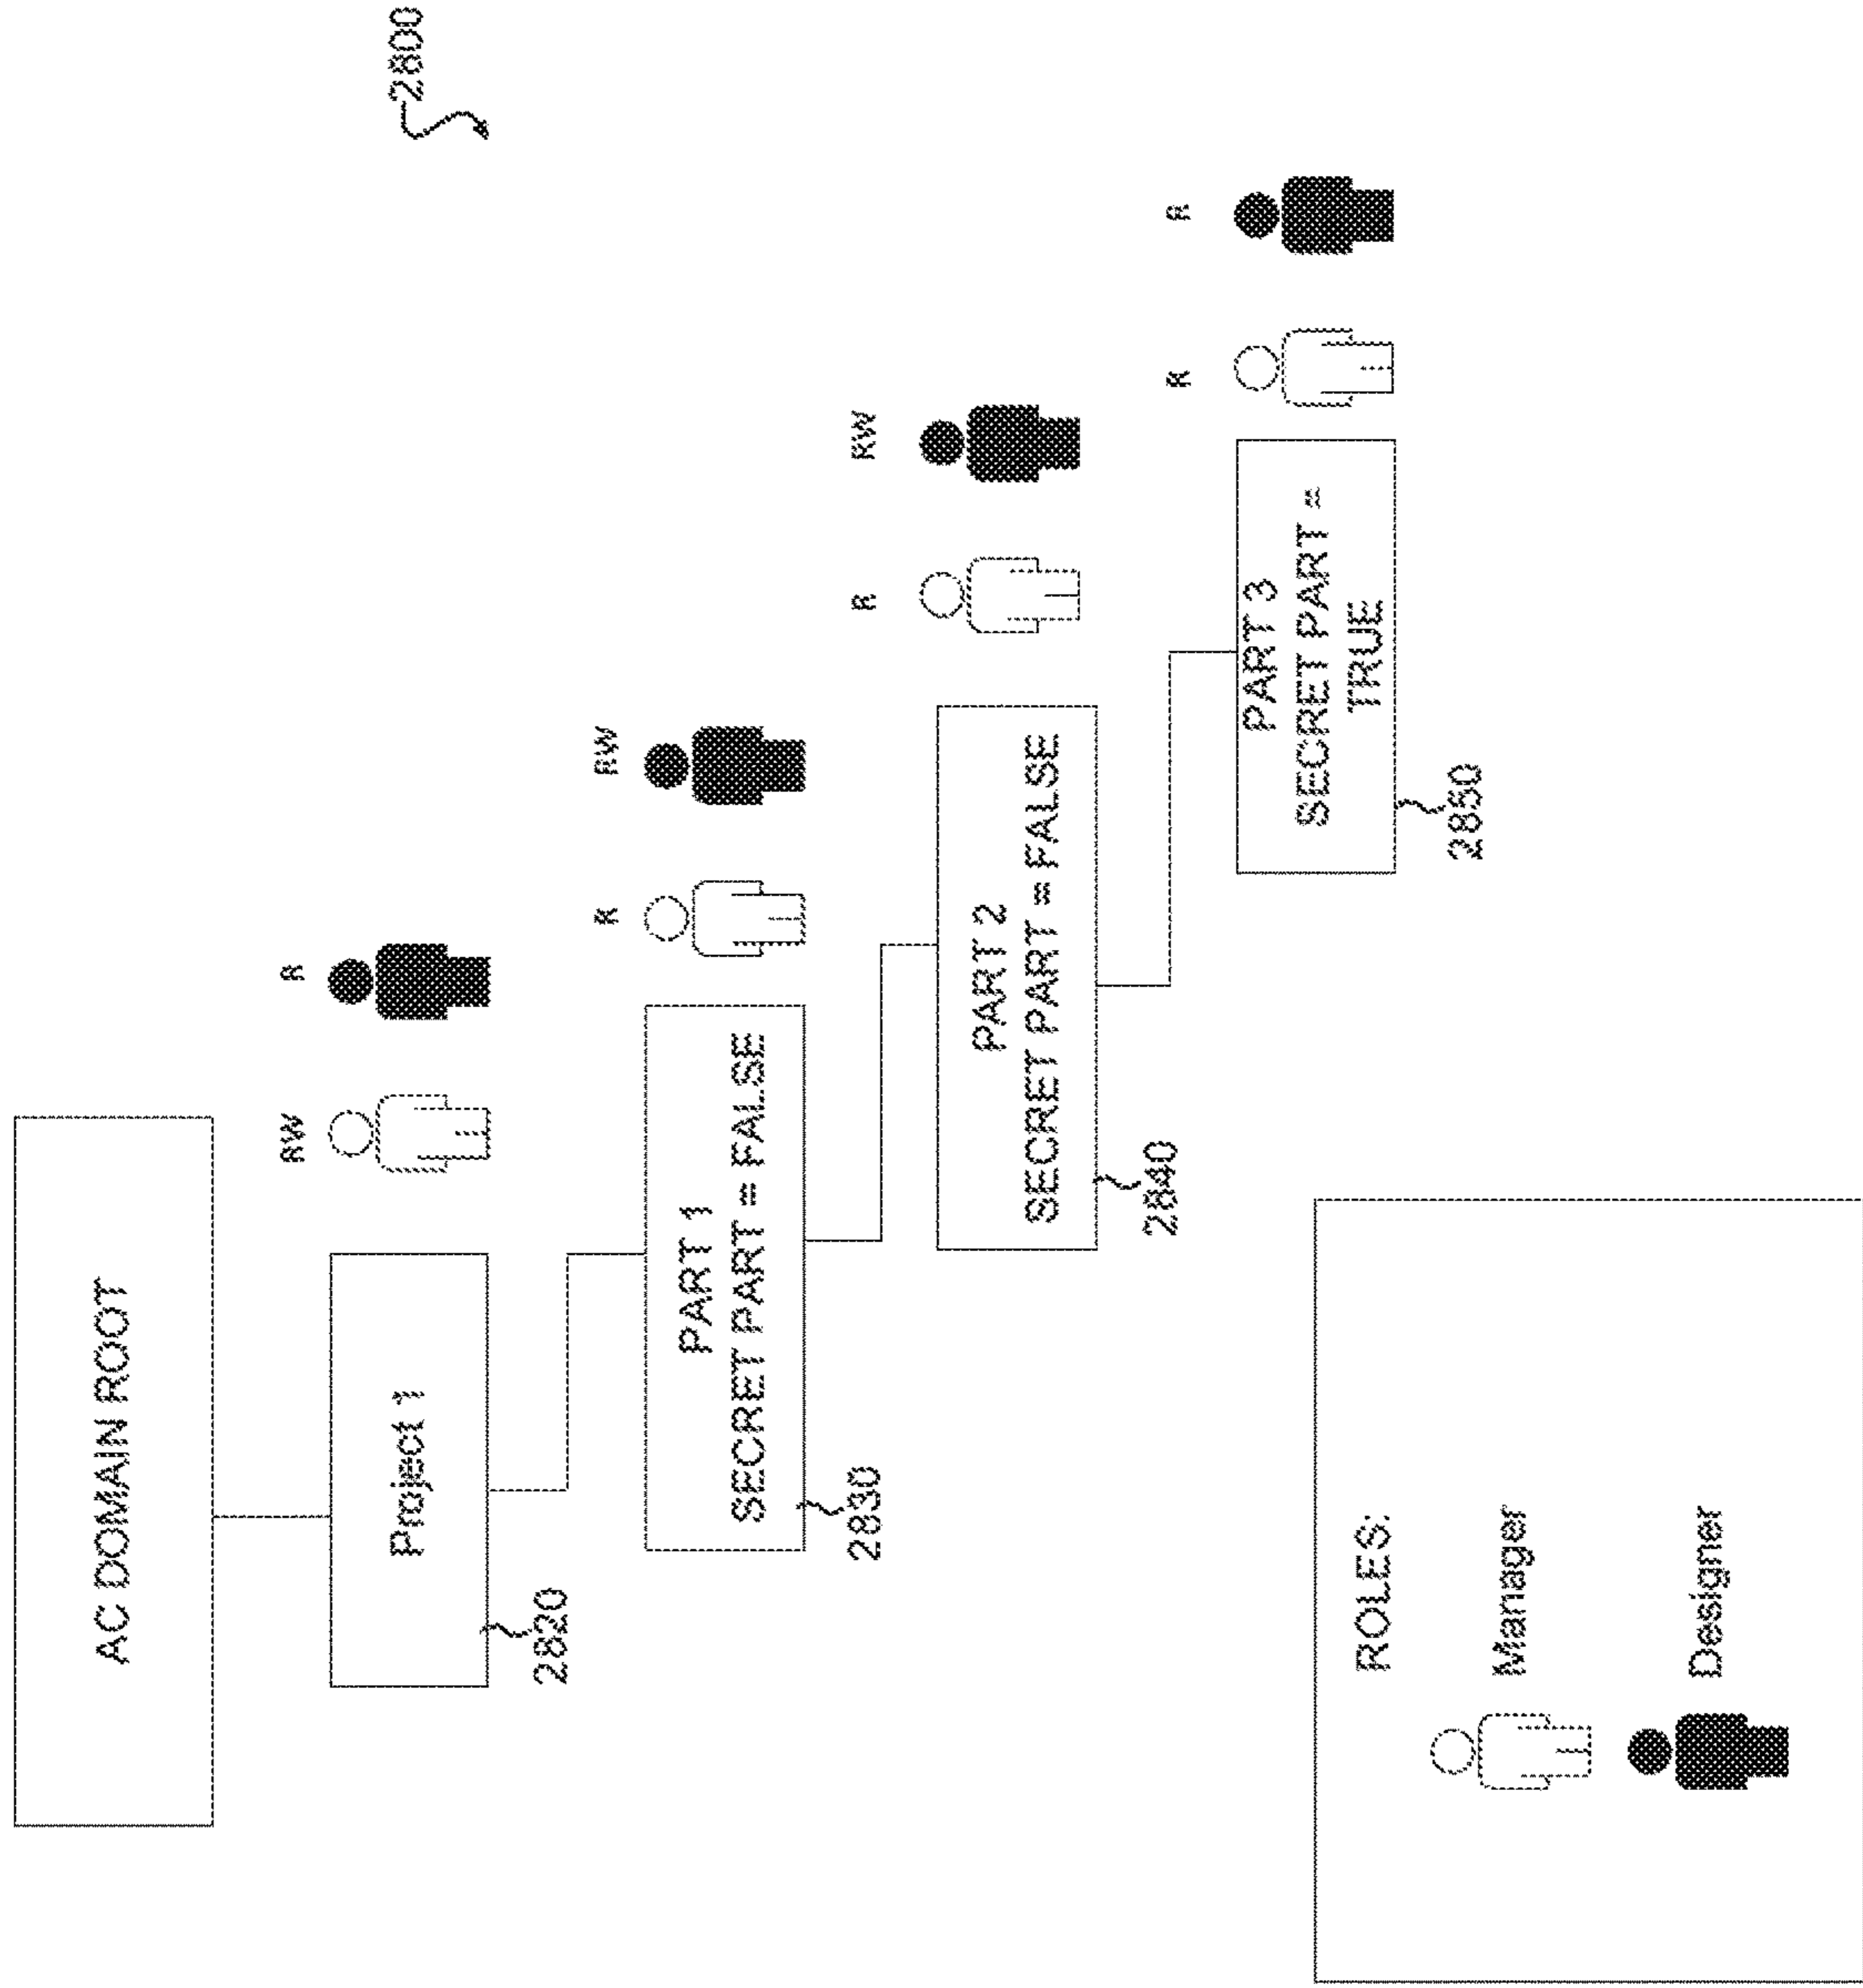 2800
AC DOMAIN ROOT
RW
R
Project 1
2820
R
RW
PART 1
SECRET PART = FALSE
2830
R
RW
PART 2
SECRET PART = FALSE
2840
R
R
PART 3
SECRET PART =
TRUE
2850
ROLES:
Manager
Designer